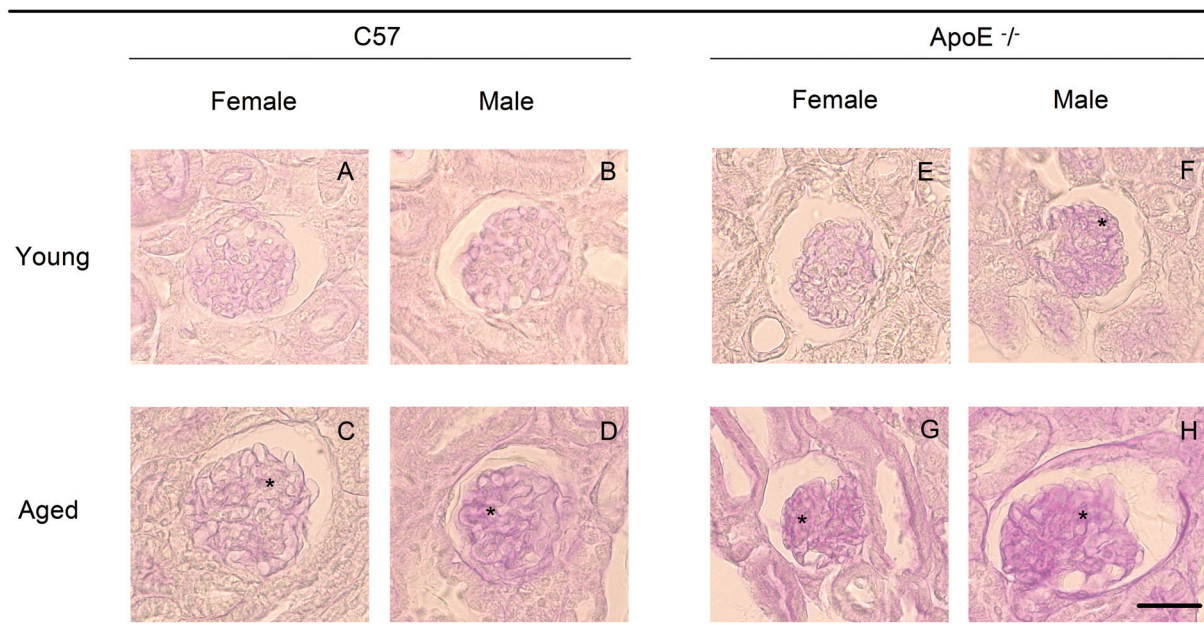 C57 ApoE -/-
Female Male Female Male
Young
A B E F
*
Aged
C D G H
* * * *